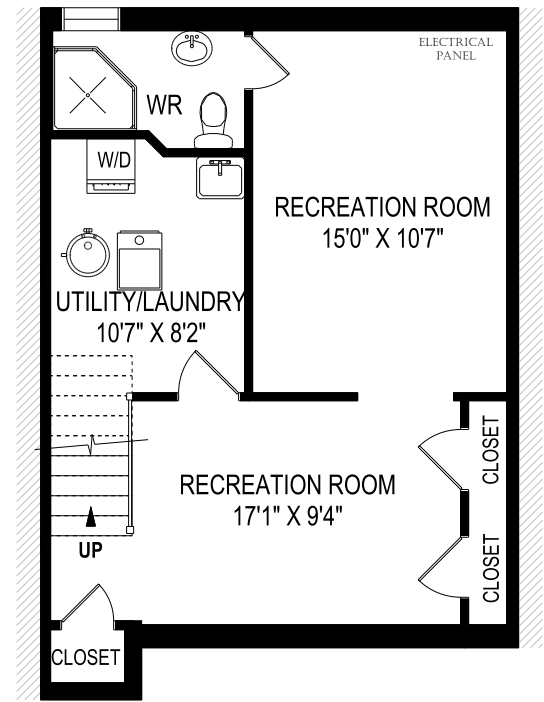 ELECTRICAL
PANEL
WR
W/D
RECREATION ROOM
15'0" X 10'7"
UTILITY/LAUNDRY
10'7" X 8'2"
CLOSET
RECREATION ROOM
17'1" X 9'4"
UP
CLOSET
CLOSET